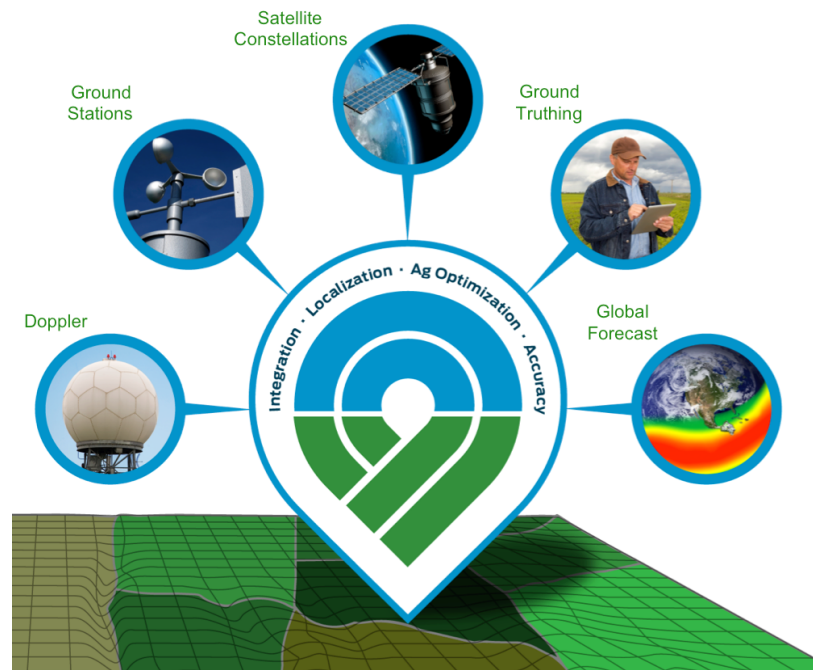 Satellite
Constellations
Ground
Stations
Ground
Truthing
Integration · Localization · Ag Optimization · Accuracy
Doppler
Global
Forecast